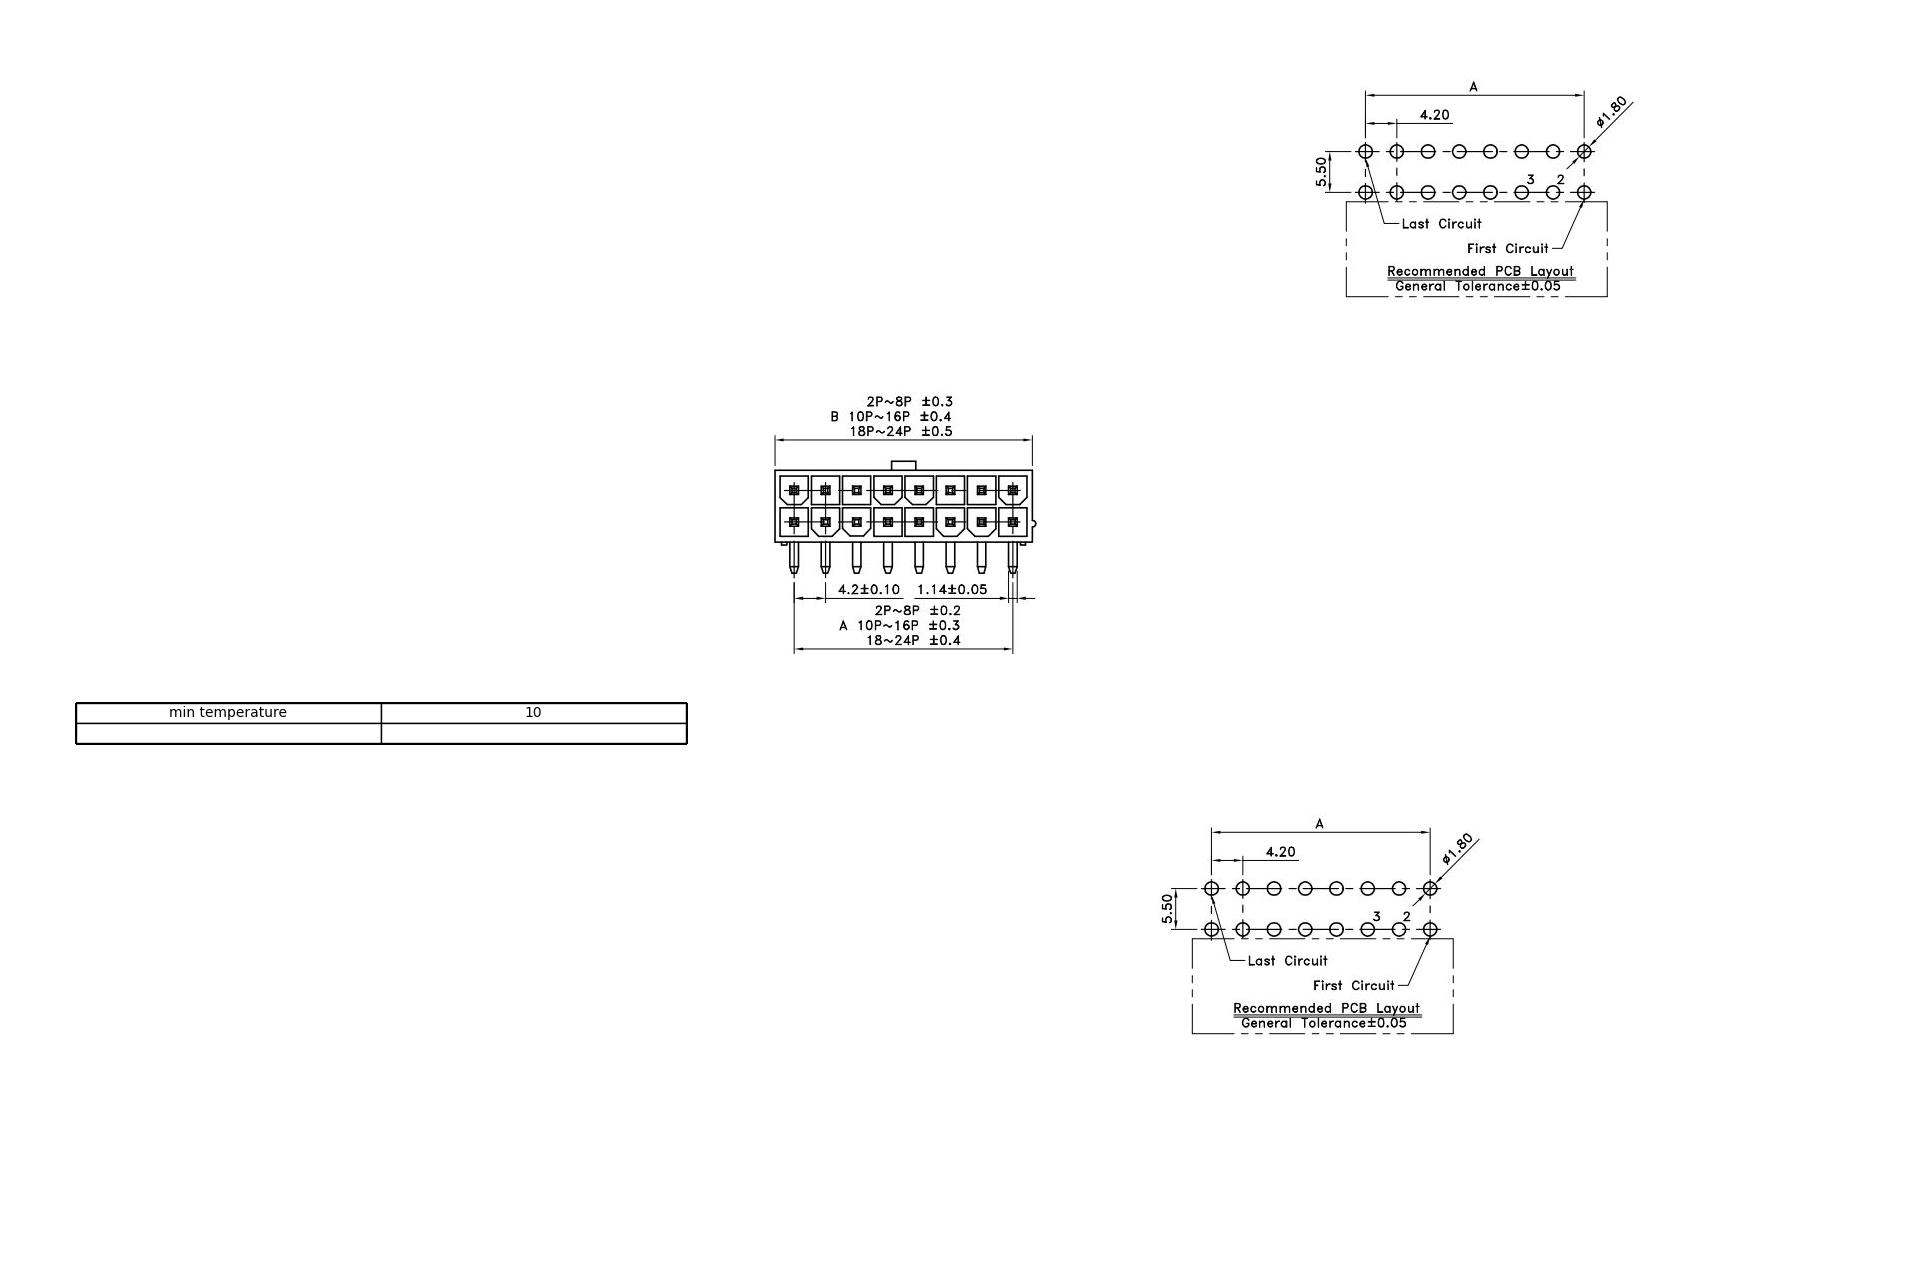 A
4.20
ø1.80
5.50
3 2
Last Circuit
First Circuit
Recommended PCB Layout
General Tolerance±0.05
2P~8P ±0.3
B 10P~16P ±0.4
18P~24P ±0.5
4.2±0.10 1.14±0.05
2P~8P ±0.2
A 10P~16P ±0.3
18~24P ±0.4
min temperature 10
A
4.20
ø1.80
5.50
3 2
Last Circuit
First Circuit
Recommended PCB Layout
General Tolerance±0.05